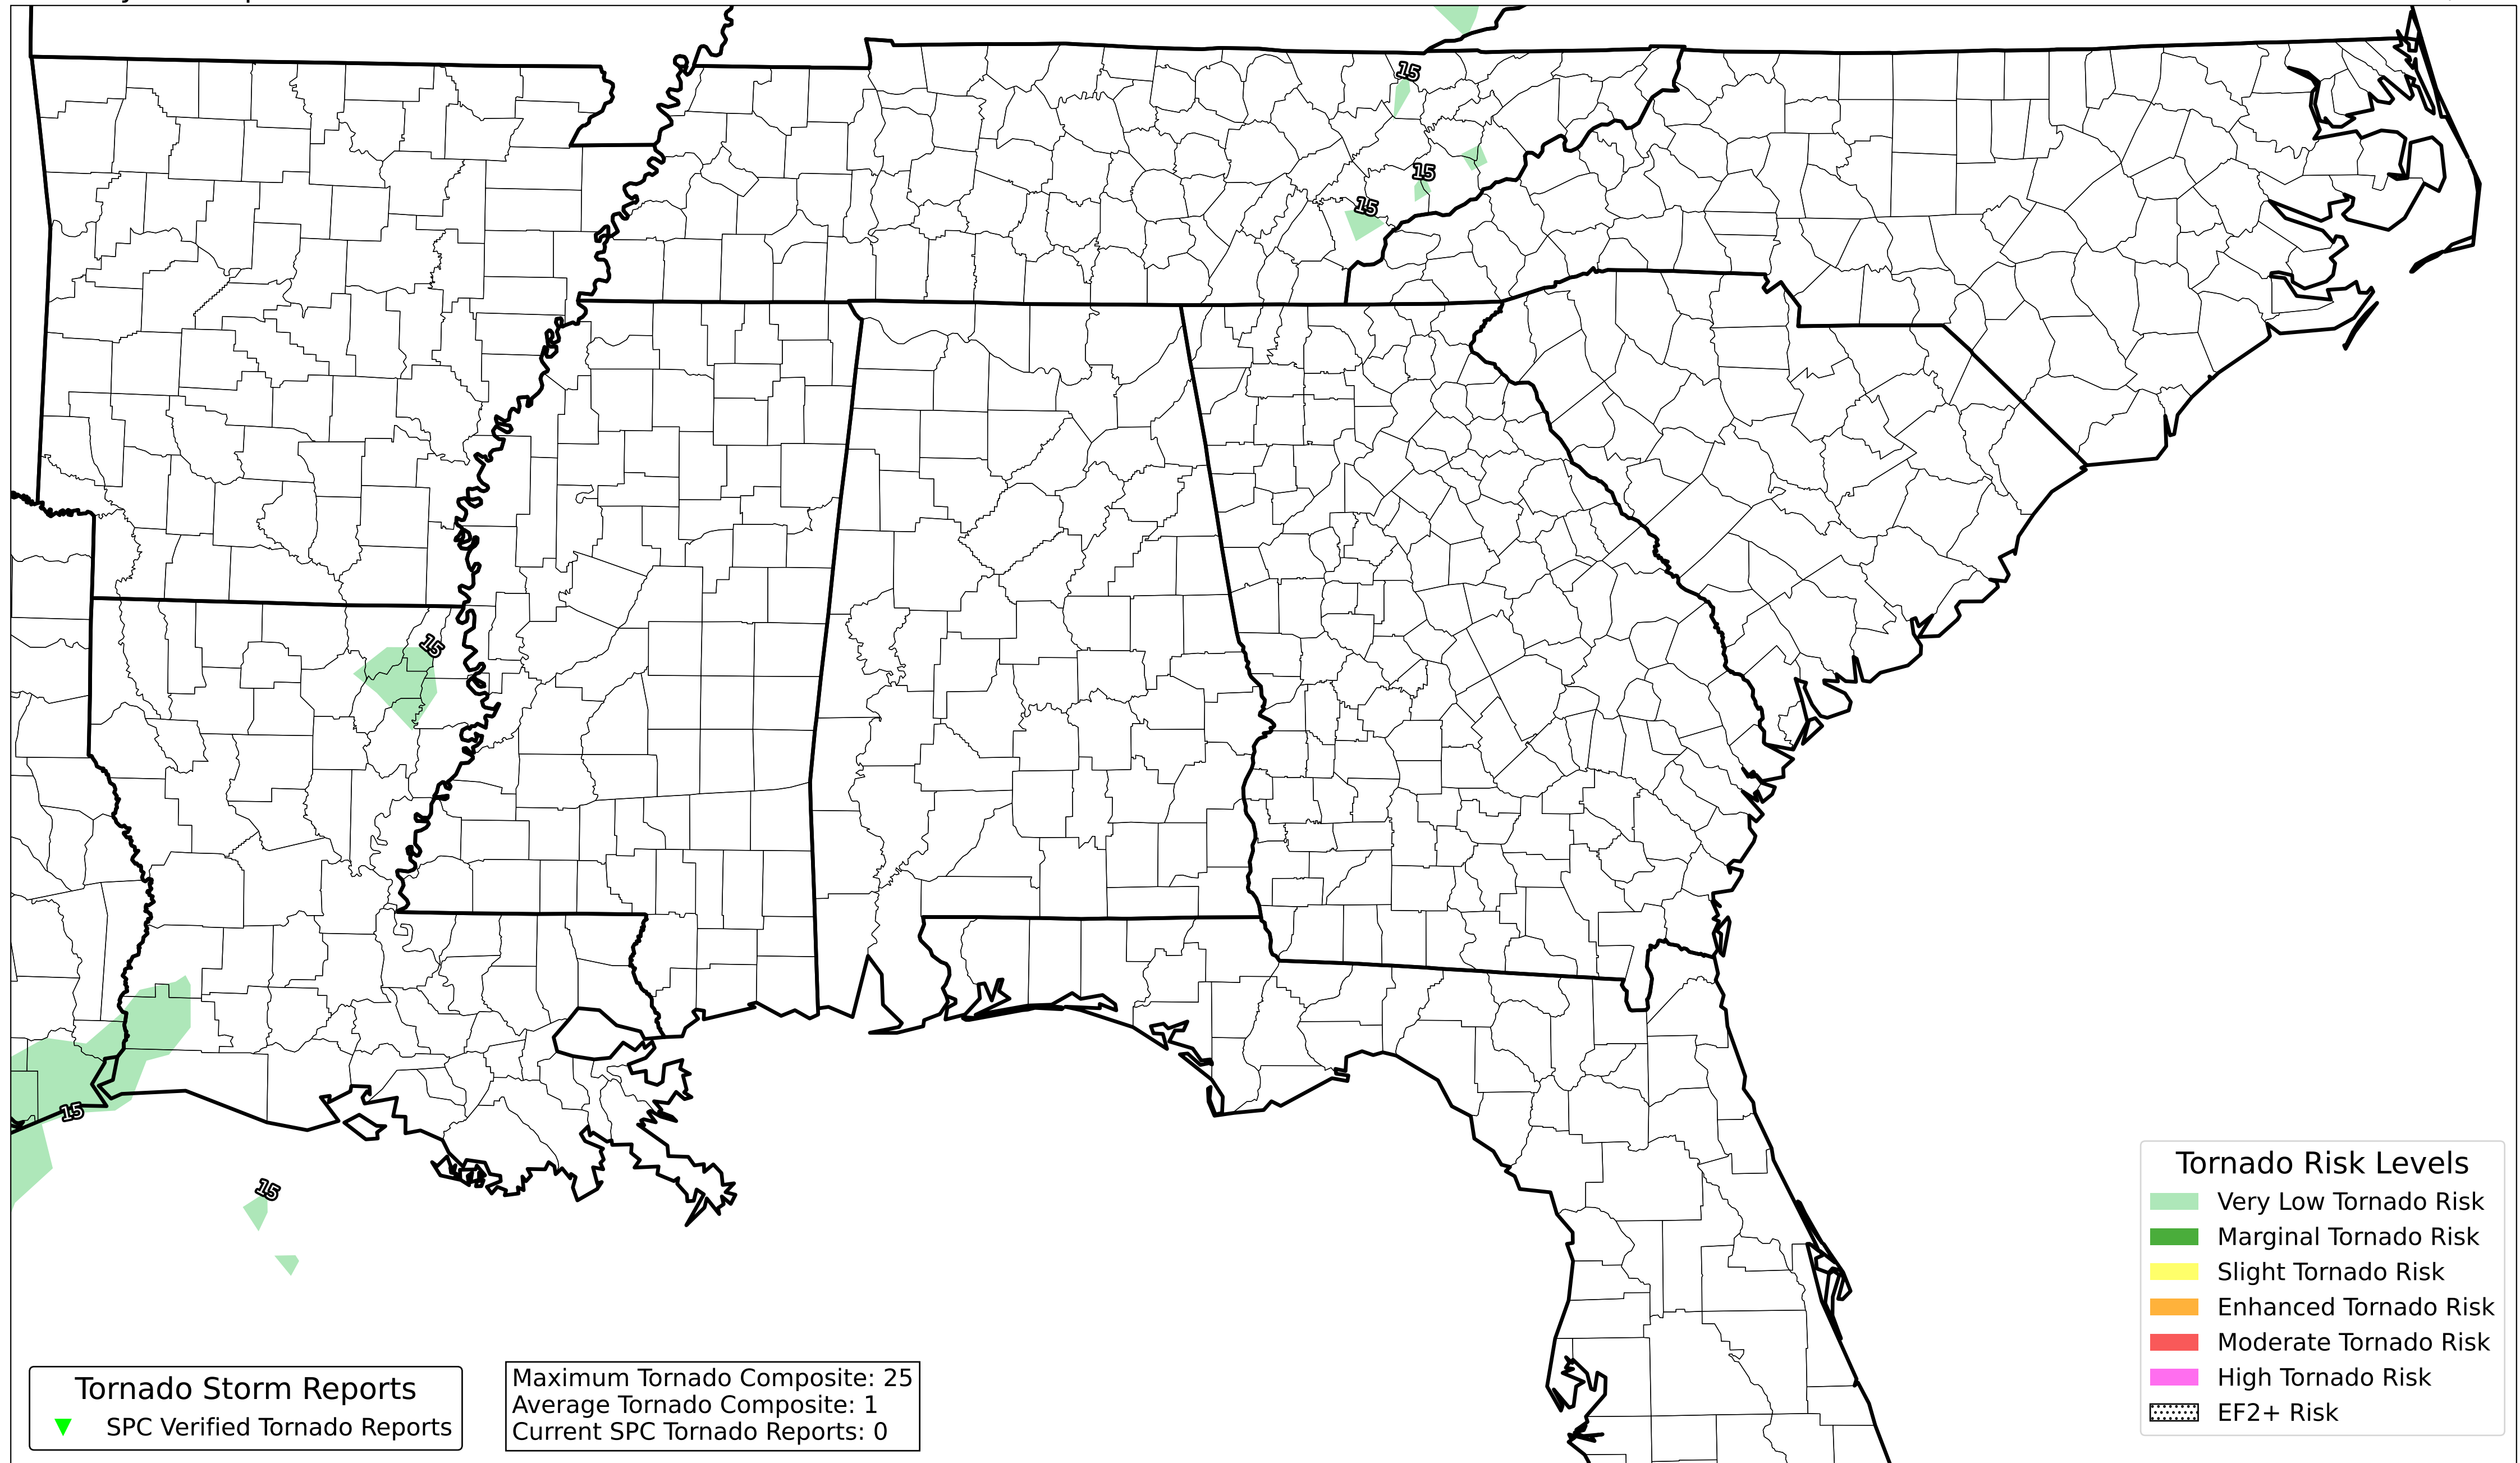 15
15
15
15
15
15
Tornado Risk Levels
Very Low Tornado Risk
Marginal Tornado Risk
Slight Tornado Risk
Enhanced Tornado Risk
Moderate Tornado Risk
High Tornado Risk
EF2+ Risk
Tornado Storm Reports
SPC Verified Tornado Reports
Maximum Tornado Composite: 25
Average Tornado Composite: 1
Current SPC Tornado Reports: 0